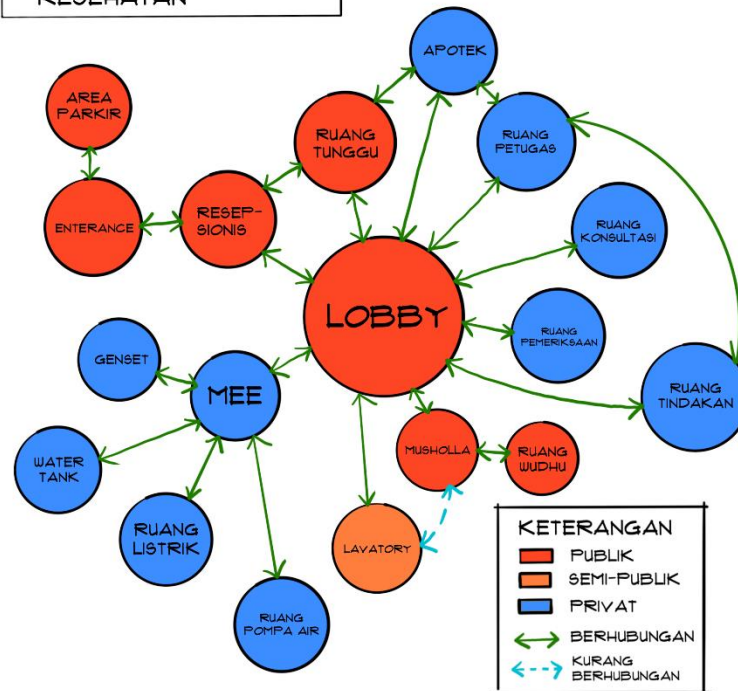 KESEHATAN
APOTEK
AREA
PARKIR
RUANG
TUNGGU
RUANG
PETUGAS
ENTERANCE
RESEP-
SIONIS
RUANG
KONSULTASI
LOBBY
RUANG
PEMERIKSAAN
GENSET
MEE
RUANG
TINDAKAN
WATER
TANK
MUSHOLLA
RUANG
WUDHU
RUANG
LISTRIK
LAVATORY
RUANG
POMPA AIR
KETERANGAN
PUBLIK
SEMI-PUBLIK
PRIVAT
BERHUBUNGAN
KURANG
BERHUBUNGAN